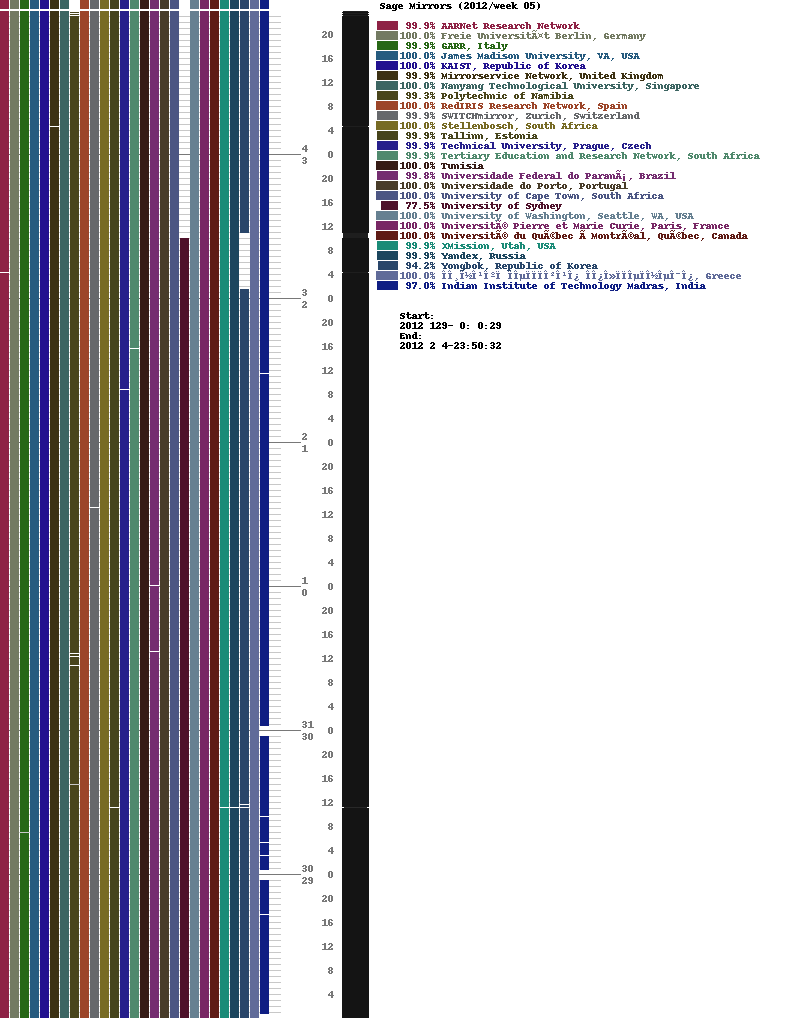 Sage Mirrors (2012/week 05)
99.9% AARNet Research Network
100.0% Freie UniversitÃ¤t Berlin, Germany
99.9% GARR, Italy
100.0% James Madison University, VA, USA
100.0% KAIST, Republic of Korea
99.9% Mirrorservice Network, United Kingdom
100.0% Nanyang Technological University, Singapore
99.3% Polytechnic of Namibia
100.0% RedIRIS Research Network, Spain
99.9% SWITCHmirror, Zurich, Switzerland
100.0% Stellenbosch, South Africa
99.9% Tallinn, Estonia
99.9% Technical University, Prague, Czech
99.9% Tertiary Education and Research Network, South Africa
100.0% Tunisia
99.8% Universidade Federal do ParanÃ¡, Brazil
100.0% Universidade do Porto, Portugal
100.0% University of Cape Town, South Africa
77.5% University of Sydney
100.0% University of Washington, Seattle, WA, USA
100.0% UniversitÃ© Pierre et Marie Curie, Paris, France
100.0% UniversitÃ© du QuÃ©bec Ã MontrÃ©al, QuÃ©bec, Canada
99.9% XMission, Utah, USA
99.9% Yandex, Russia
94.2% Yongbok, Republic of Korea
100.0% Greece
97.0% Indian Institute of Technology Madras, India
Start:
2012 129- 0: 0:29
End:
2012 2 4-23:50:32
20
16
12
8
4
4
0
3
20
16
12
8
4
3
0
2
20
16
12
8
4
2
0
1
20
16
12
8
4
1
0
0
20
16
12
8
4
31
0
30
20
16
12
8
4
30
0
29
20
16
12
8
4